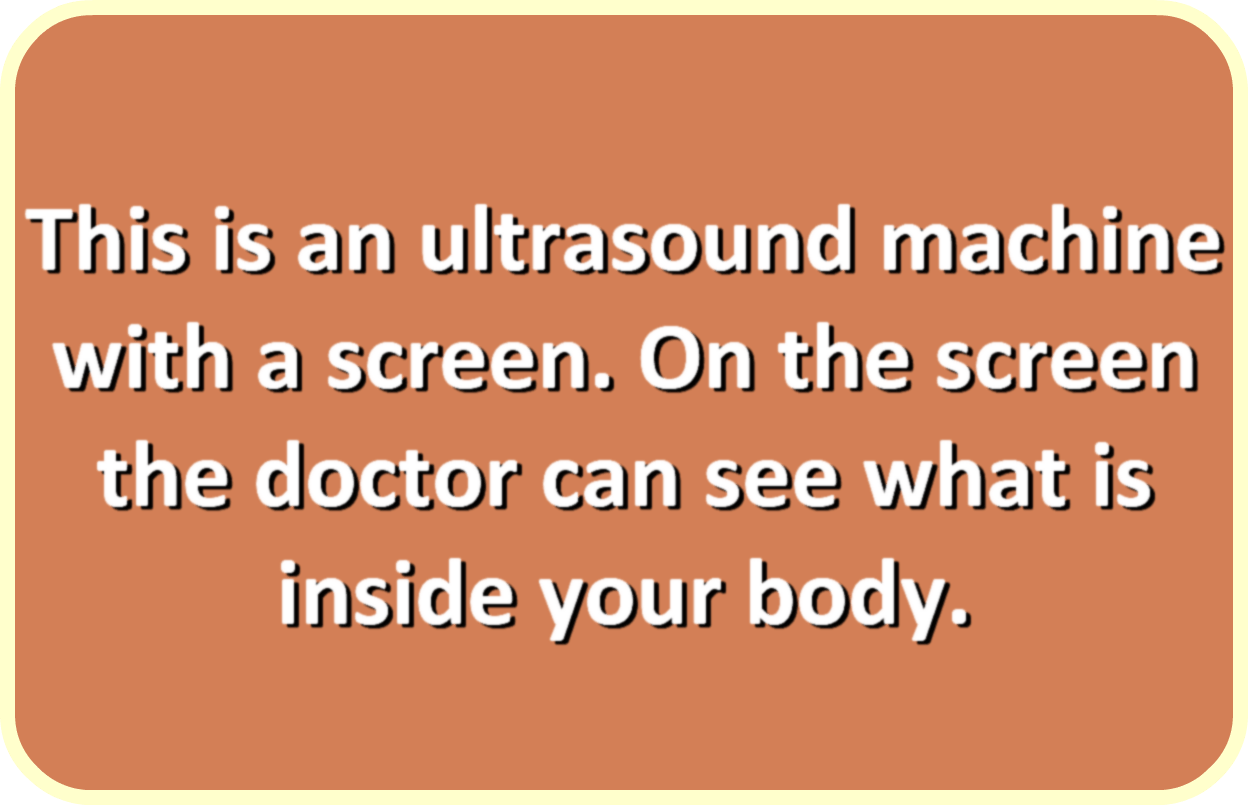 This is an ultrasound machine
with a screen. On the screen
the doctor can see what is
inside your body.